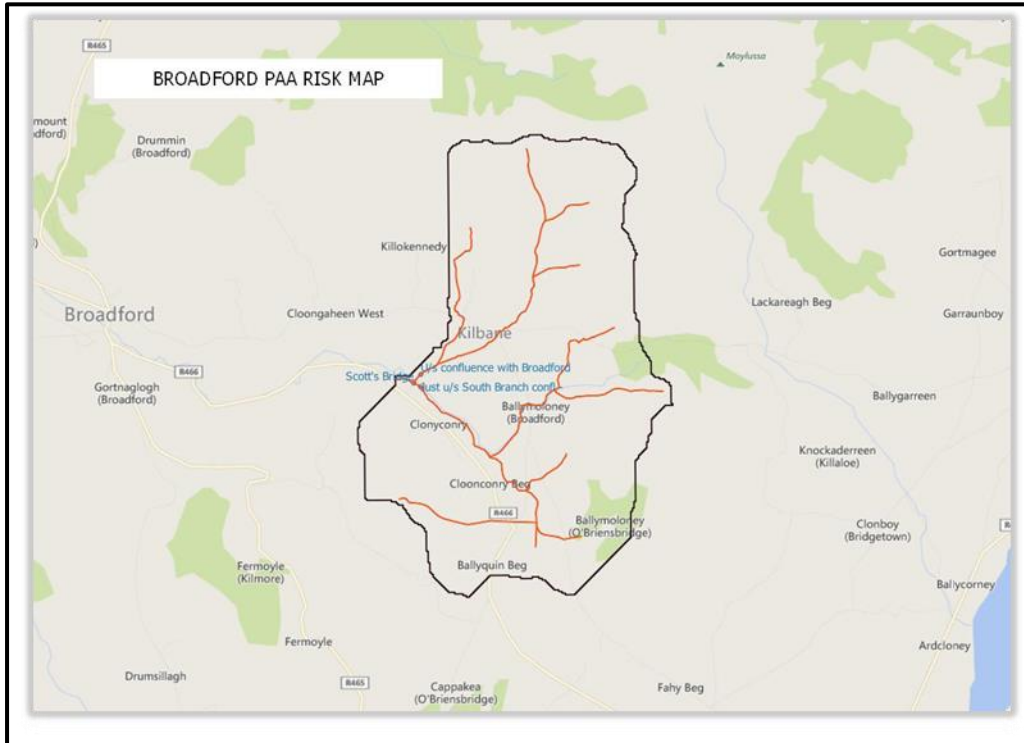 R465
Moylussa
BROADFORD PAA RISK MAP
mount
dford)
Drummin
(Broadford)
Killokennedy
Gortmagee
Lackareagh Beg
Cloongaheen West
Garraunboy
Broadford
Kilbane
U/s confluence with Broadford
Scott's Bridge
R466
Just u/s South Branch confl
Gortnaglogh
(Broadford)
Ballygarreen
Ballymoloney
(Broadford)
Clonyconry
Knockaderreen
(Killaloe)
Cloonconry Beg
R466
Ballymoloney
(O'Briensbridge)
Clonboy
(Bridgetown)
Ballyquin Beg
Fermoyle
(Kilmore)
Ballycorney
Fermoyle
Ardcloney
Drumsillagh
R465
Cappakea
(O'Briensbridge)
Fahy Beg